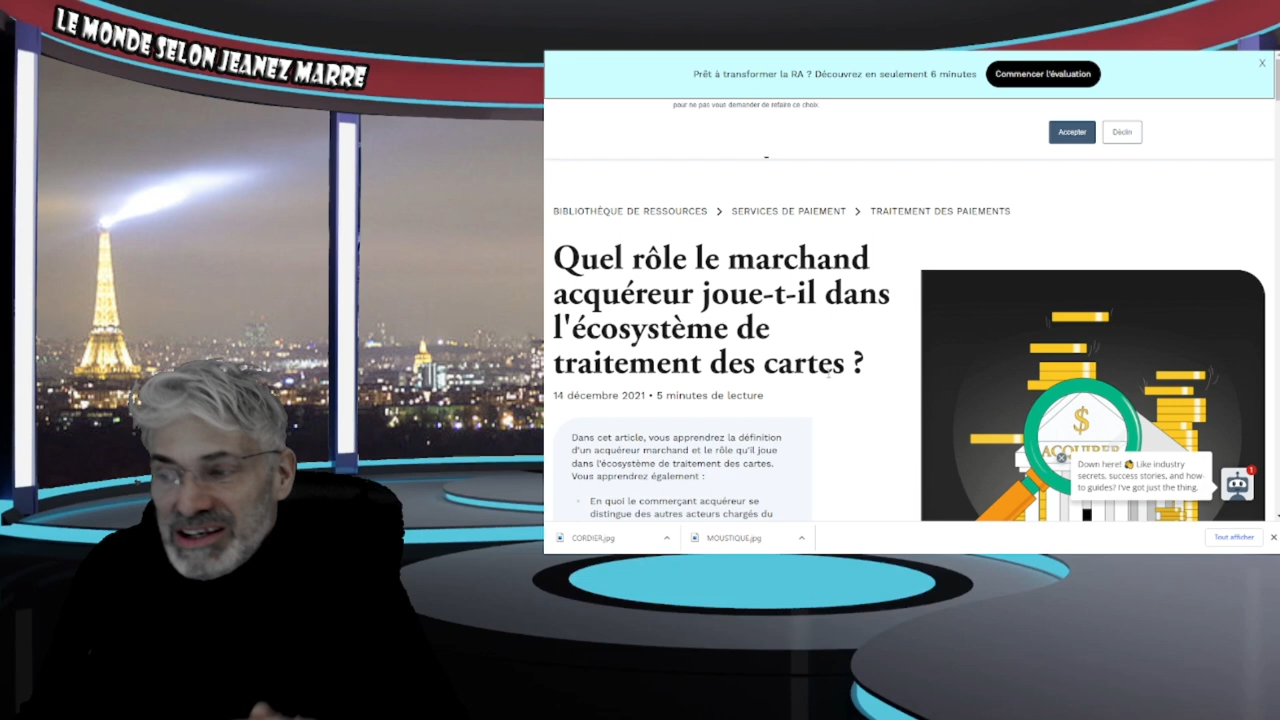 LE MONDE SELON JEANEZ MARRE
Prêt à transformer la RA ? Découvrez en seulement 6 minutes
Commencer l'évaluation
X
pour ne pas vous demander de refaire ce choix
Accepter
Déclin
BIBLIOTHÈQUE DE RESSOURCES > SERVICES DE PAIEMENT > TRAITEMENT DES PAIEMENTS
Quel rôle le marchand
acquéreur joue-t-il dans
l'écosystème de
traitement des cartes ?
14 décembre 2021 • 5 minutes de lecture
Dans cet article, vous apprendrez la définition
d'un acquéreur marchand et le rôle qu'il joue
dans l'écosystème de traitement des cartes.
Vous apprendrez également :
• En quoi le commerçant acquéreur se
distingue des autres acteurs chargés du
$
ACQUIRER
Down here! Like industry
secrets, success stories, and how-
to guides? I've got just the thing.
1
CORDIER.jpg
MOUSTIQUE.jpg
Tout afficher